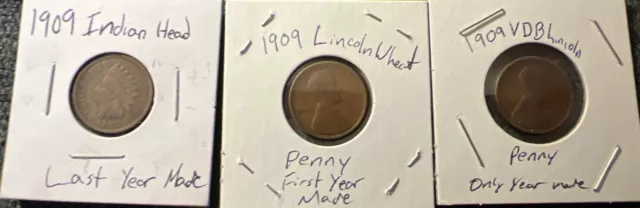 1909 Indian Head
Last Year Made
1909 Lincoln Wheat
Penny
First Year
Made
1909 VDB Lincoln
Penny
Only Year made